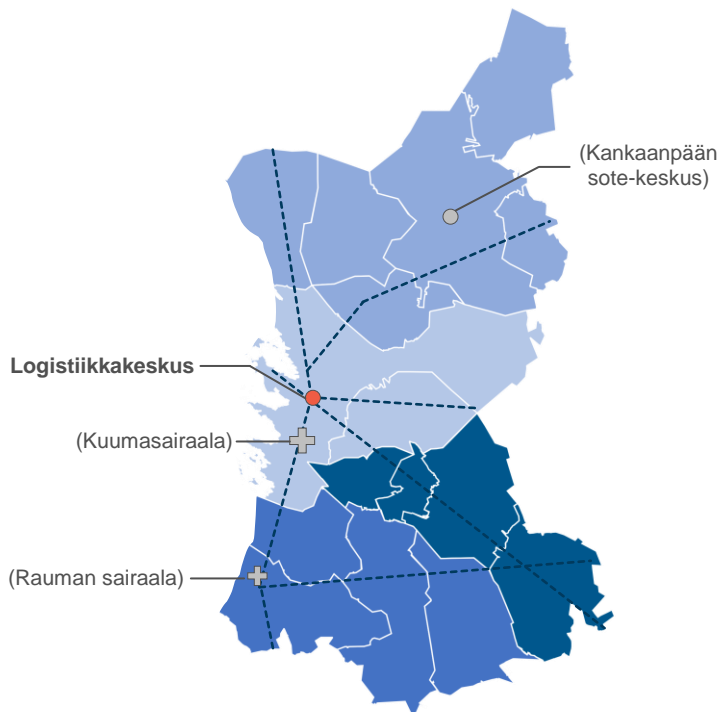 (Kankaanpään
sote-keskus)
Logistiikkakeskus
(Kuumasairaala)
(Rauman sairaala)